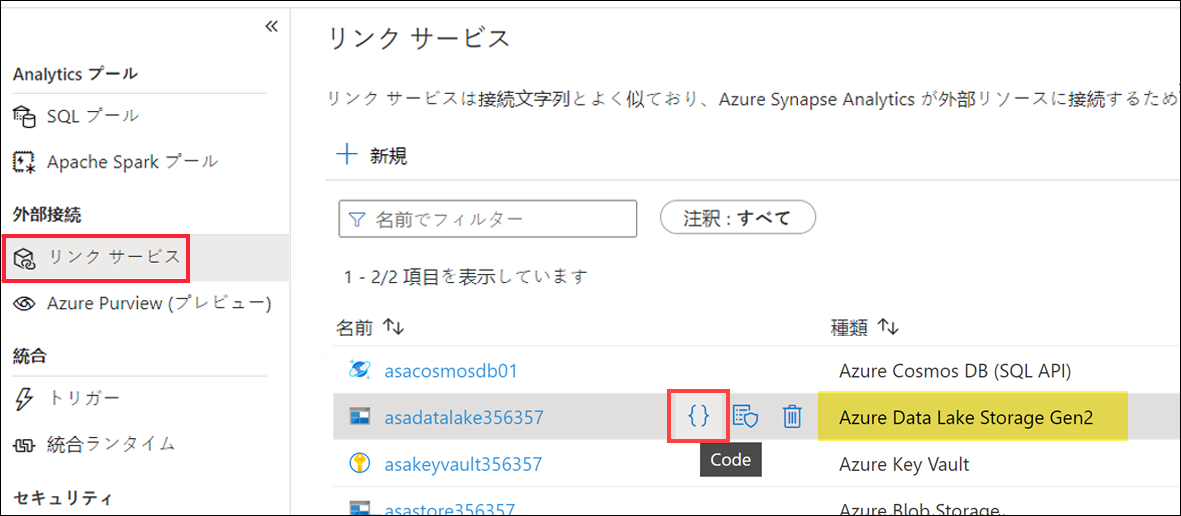 «
Analytics プール
SQL プール
Apache Spark プール
外部接続
リンク サービス
Azure Purview (プレビュー)
統合
トリガー
統合ランタイム
セキュリティ
リンク サービス
リンク サービスは接続文字列とよく似ており、Azure Synapse Analytics が外部リソースに接続するため
新規
名前でフィルター
注釈 : すべて
1 - 2/2 項目を表示しています
名前 種類
asacosmosdb01 Azure Cosmos DB (SQL API)
asadatalake356357 {} Azure Data Lake Storage Gen2
Code
asakeyvault356357 Azure Key Vault
asastore356357 Azure Blob Storage